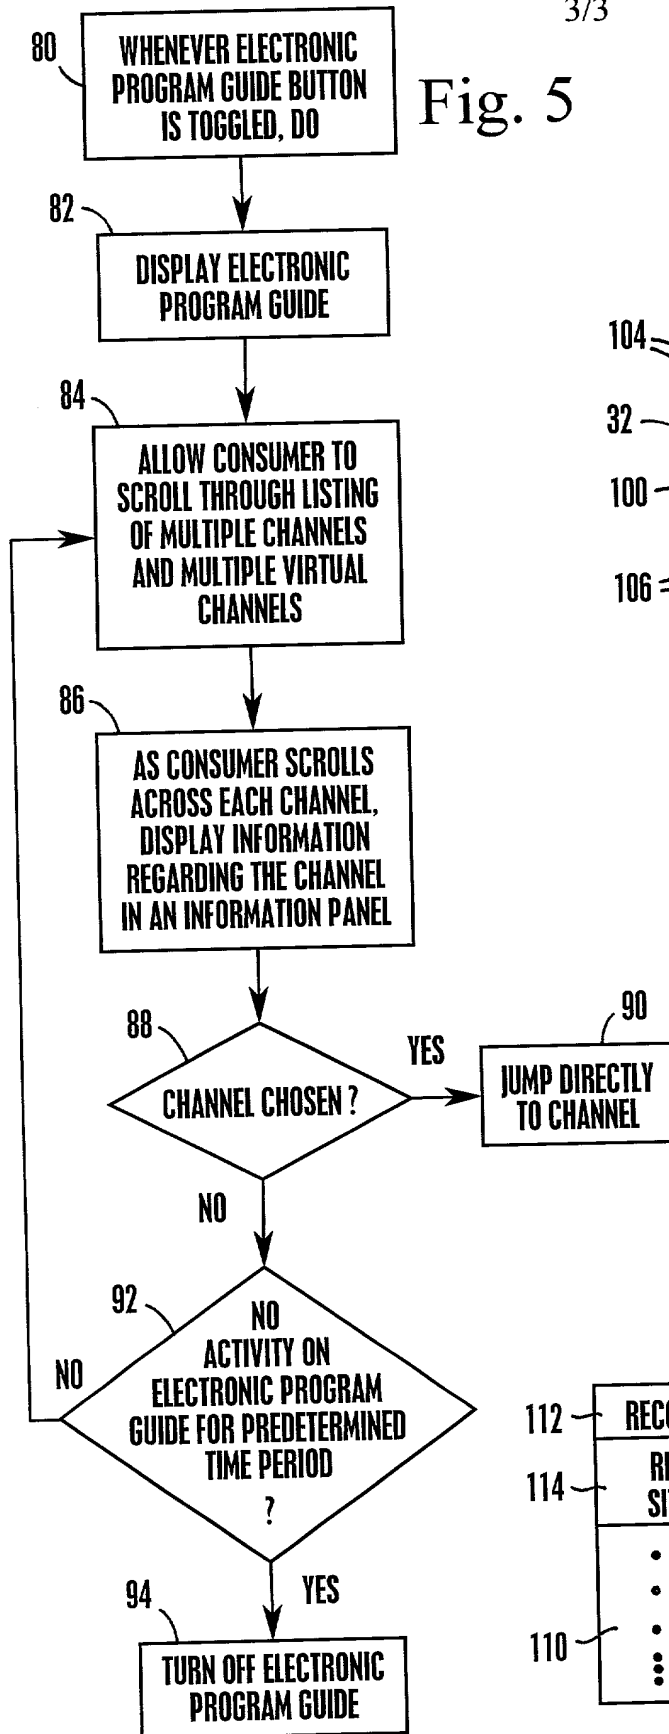 3/3
80
WHENEVER ELECTRONIC
PROGRAM GUIDE BUTTON
IS TOGGLED, DO
Fig. 5
82
DISPLAY ELECTRONIC
PROGRAM GUIDE
104
84
32
ALLOW CONSUMER TO
SCROLL THROUGH LISTING
OF MULTIPLE CHANNELS
AND MULTIPLE VIRTUAL
CHANNELS
100
106
86
AS CONSUMER SCROLLS
ACROSS EACH CHANNEL,
DISPLAY INFORMATION
REGARDING THE CHANNEL
IN AN INFORMATION PANEL
88
CHANNEL CHOSEN ?
YES
90
JUMP DIRECTLY
TO CHANNEL
NO
92
NO
ACTIVITY ON
ELECTRONIC PROGRAM
GUIDE FOR PREDETERMINED
TIME PERIOD
?
NO
YES
94
TURN OFF ELECTRONIC
PROGRAM GUIDE
112
114
110